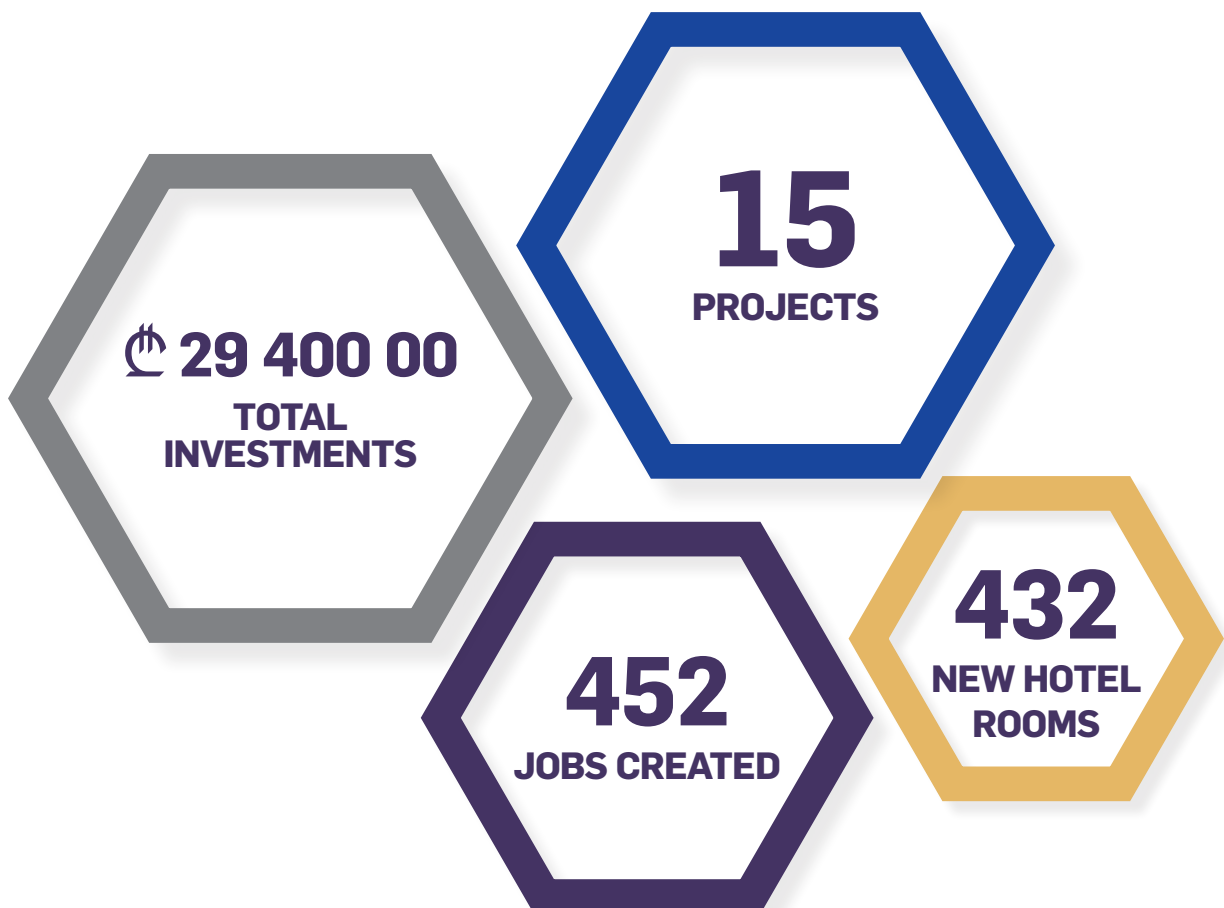 15
PROJECTS
₾ 29 400 00
TOTAL
INVESTMENTS
432
NEW HOTEL
ROOMS
452
JOBS CREATED